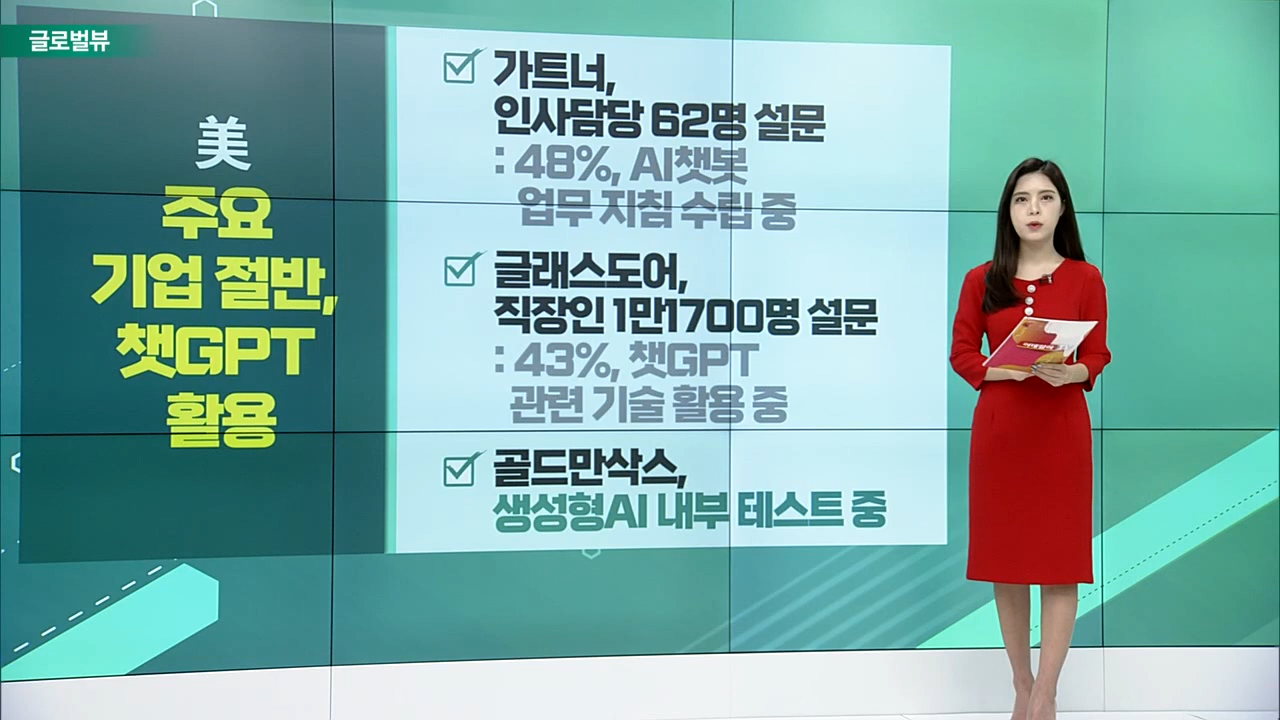 글로벌뷰
美
주요
기업 절반,
챗GPT
활용
가트너,
인사담당 62명 설문
: 48%, AI챗봇
업무 지침 수립 중
글래스도어,
직장인 1만1700명 설문
: 43%, 챗GPT
관련 기술 활용 중
골드만삭스,
생성형AI 내부 테스트 중